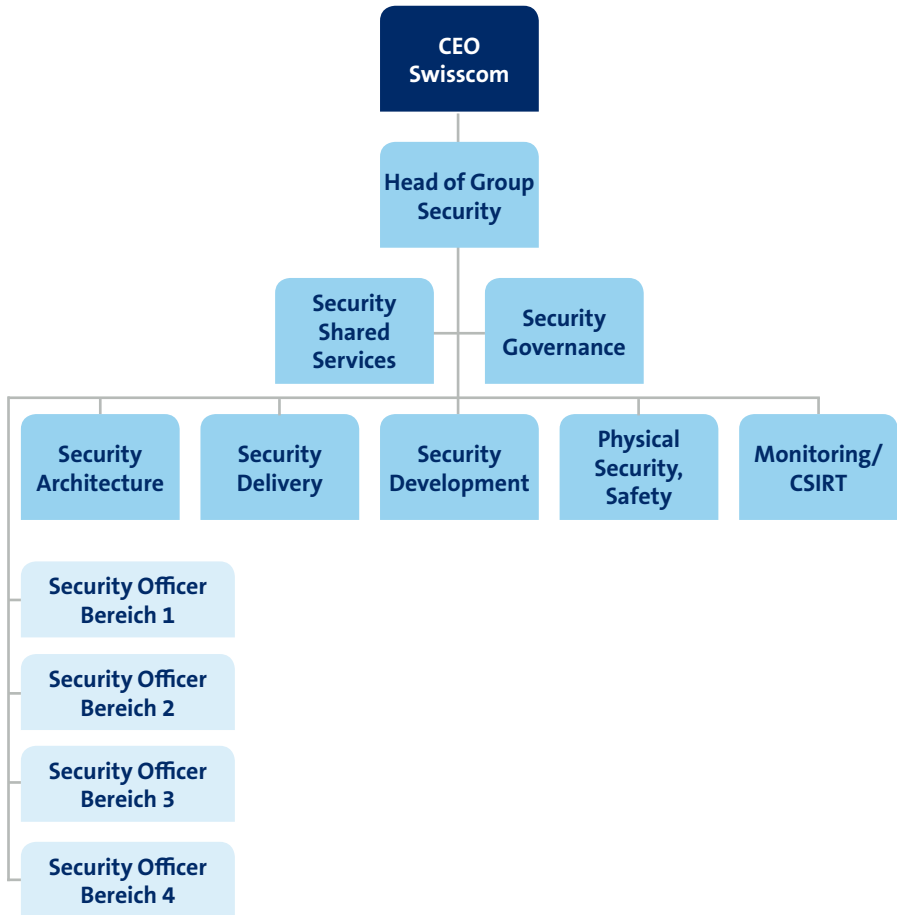 CEO
Swisscom
Head of Group
Security
Security
Shared
Services
Security
Governance
Security
Architecture
Security
Delivery
Security
Development
Physical
Security,
Safety
Monitoring/
CSIRT
Security Officer
Bereich 1
Security Officer
Bereich 2
Security Officer
Bereich 3
Security Officer
Bereich 4